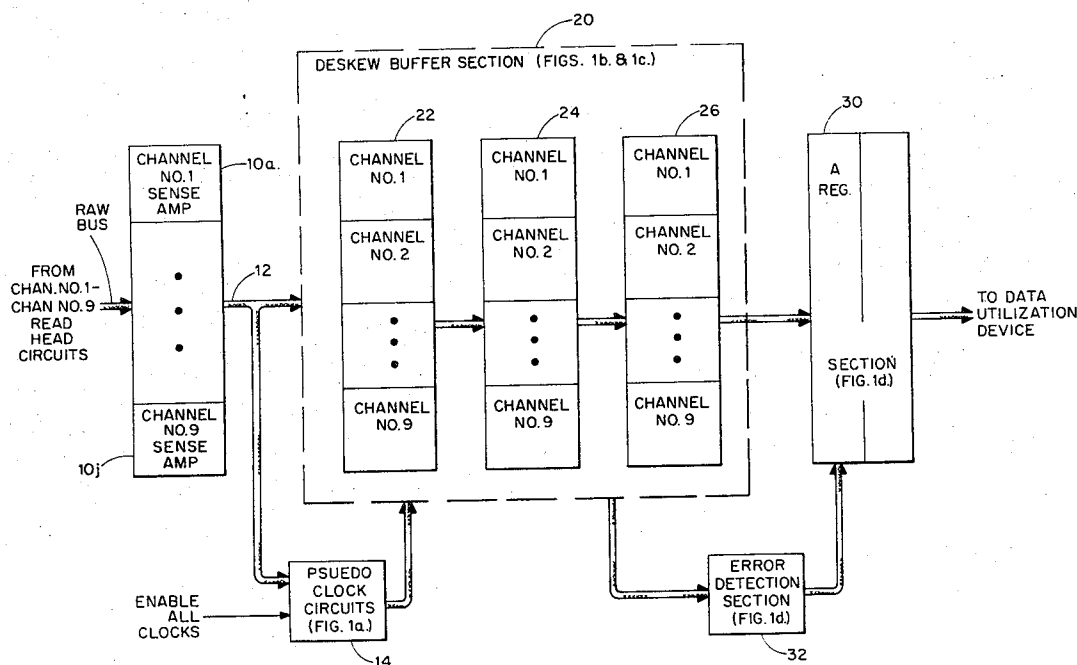 20
DESKEW BUFFER SECTION (FIGS. 1b. & 1c.)
22
24
26
30
CHANNEL
NO. 1
SENSE
AMP
10a.
CHANNEL
NO. 1
CHANNEL
NO. 1
CHANNEL
NO. 1
A
REG.
RAW
BUS
CHANNEL
NO. 2
CHANNEL
NO. 2
CHANNEL
NO. 2
FROM
CHAN. NO. 1-
CHAN NO. 9
READ
HEAD
CIRCUITS
12
TO DATA
UTILIZATION
DEVICE
SECTION
(FIG. 1d.)
CHANNEL
NO. 9
SENSE
AMP
10j
CHANNEL
NO. 9
CHANNEL
NO. 9
CHANNEL
NO. 9
PSUEDO
CLOCK
CIRCUITS
(FIG. 1a.)
14
ENABLE
ALL
CLOCKS
ERROR
DETECTION
SECTION
(FIG. 1d.)
32